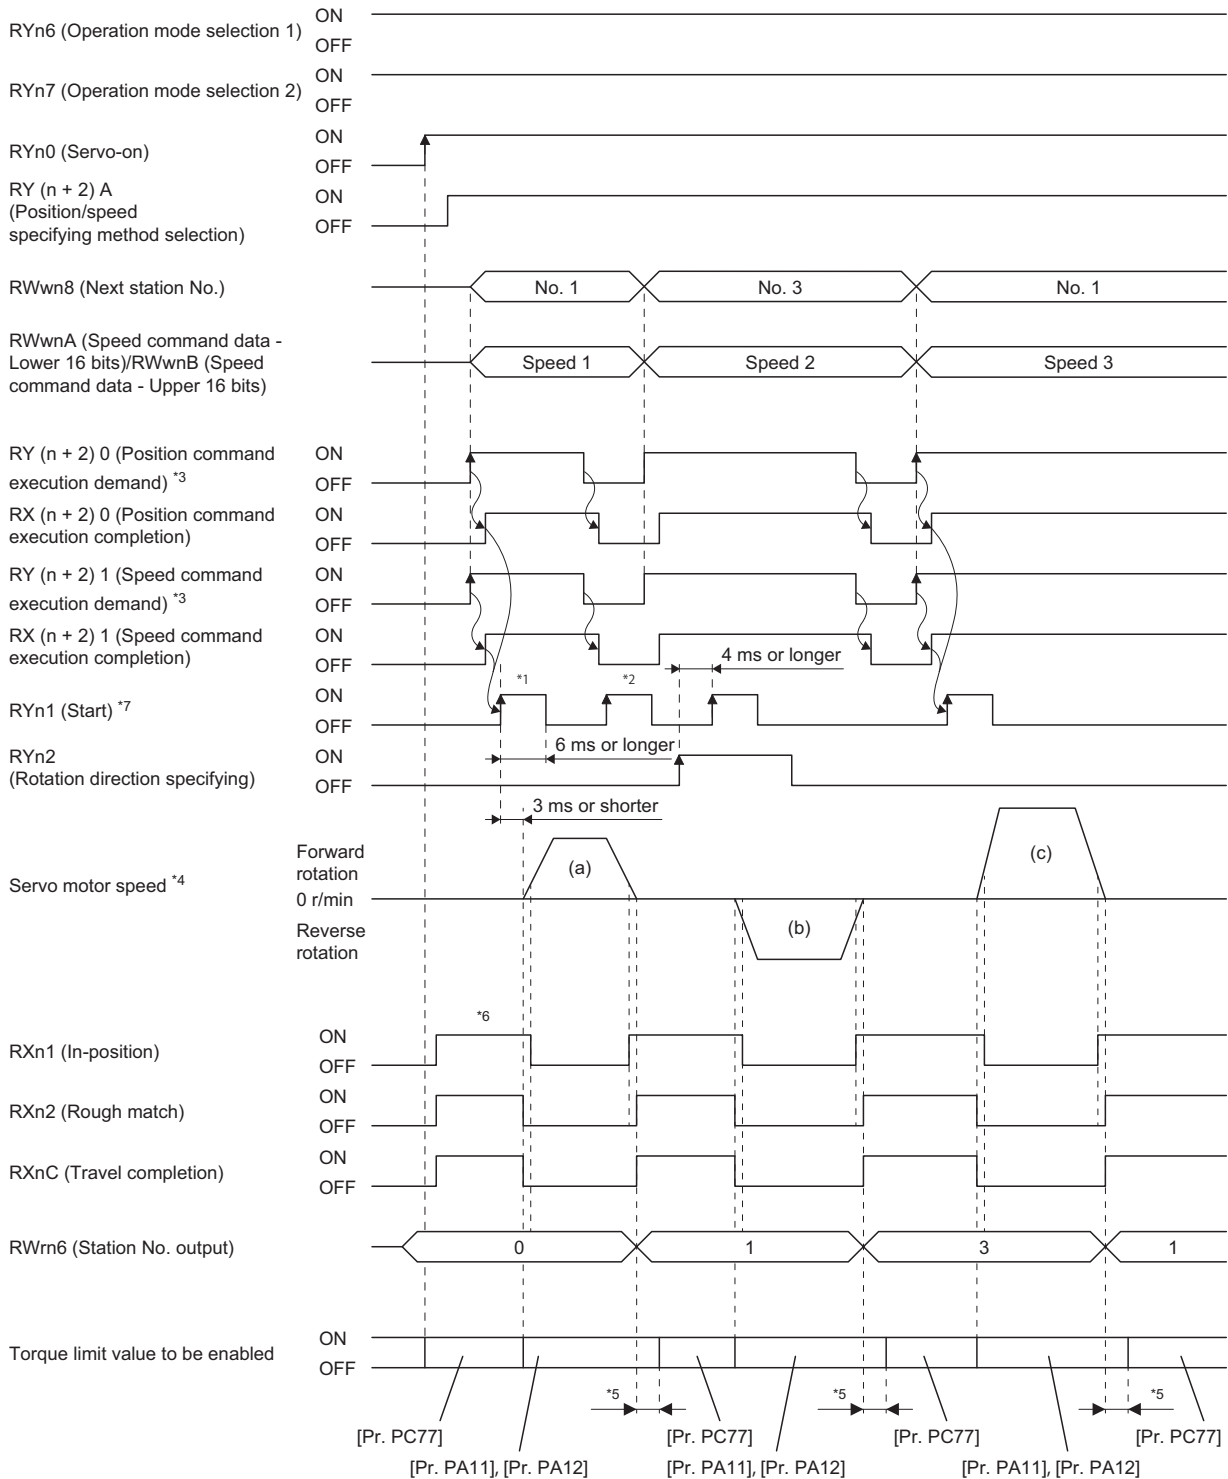 ON
RYn6 (Operation mode selection 1)
OFF
ON
RYn7 (Operation mode selection 2)
OFF
ON
RYn0 (Servo-on)
OFF
RY (n + 2) A
(Position/speed
specifying method selection)
ON
OFF
RWwn8 (Next station No.)
No. 1
No. 3
No. 1
RWwnA (Speed command data -
Lower 16 bits)/RWwnB (Speed
command data - Upper 16 bits)
Speed 1
Speed 2
Speed 3
RY (n + 2) 0 (Position command
execution demand) *3
ON
OFF
RX (n + 2) 0 (Position command
execution completion)
ON
OFF
RY (n + 2) 1 (Speed command
execution demand) *3
ON
OFF
RX (n + 2) 1 (Speed command
execution completion)
ON
OFF
4 ms or longer
RYn1 (Start) *7
ON
OFF
*1
*2
6 ms or longer
RYn2
(Rotation direction specifying)
ON
OFF
3 ms or shorter
Servo motor speed *4
Forward
rotation
0 r/min
Reverse
rotation
(a)
(b)
(c)
*6
RXn1 (In-position)
ON
OFF
RXn2 (Rough match)
ON
OFF
RXnC (Travel completion)
ON
OFF
RWrn6 (Station No. output)
0
1
3
1
Torque limit value to be enabled
ON
OFF
*5
*5
*5
[Pr. PC77]
[Pr. PC77]
[Pr. PC77]
[Pr. PC77]
[Pr. PA11], [Pr. PA12]
[Pr. PA11], [Pr. PA12]
[Pr. PA11], [Pr. PA12]